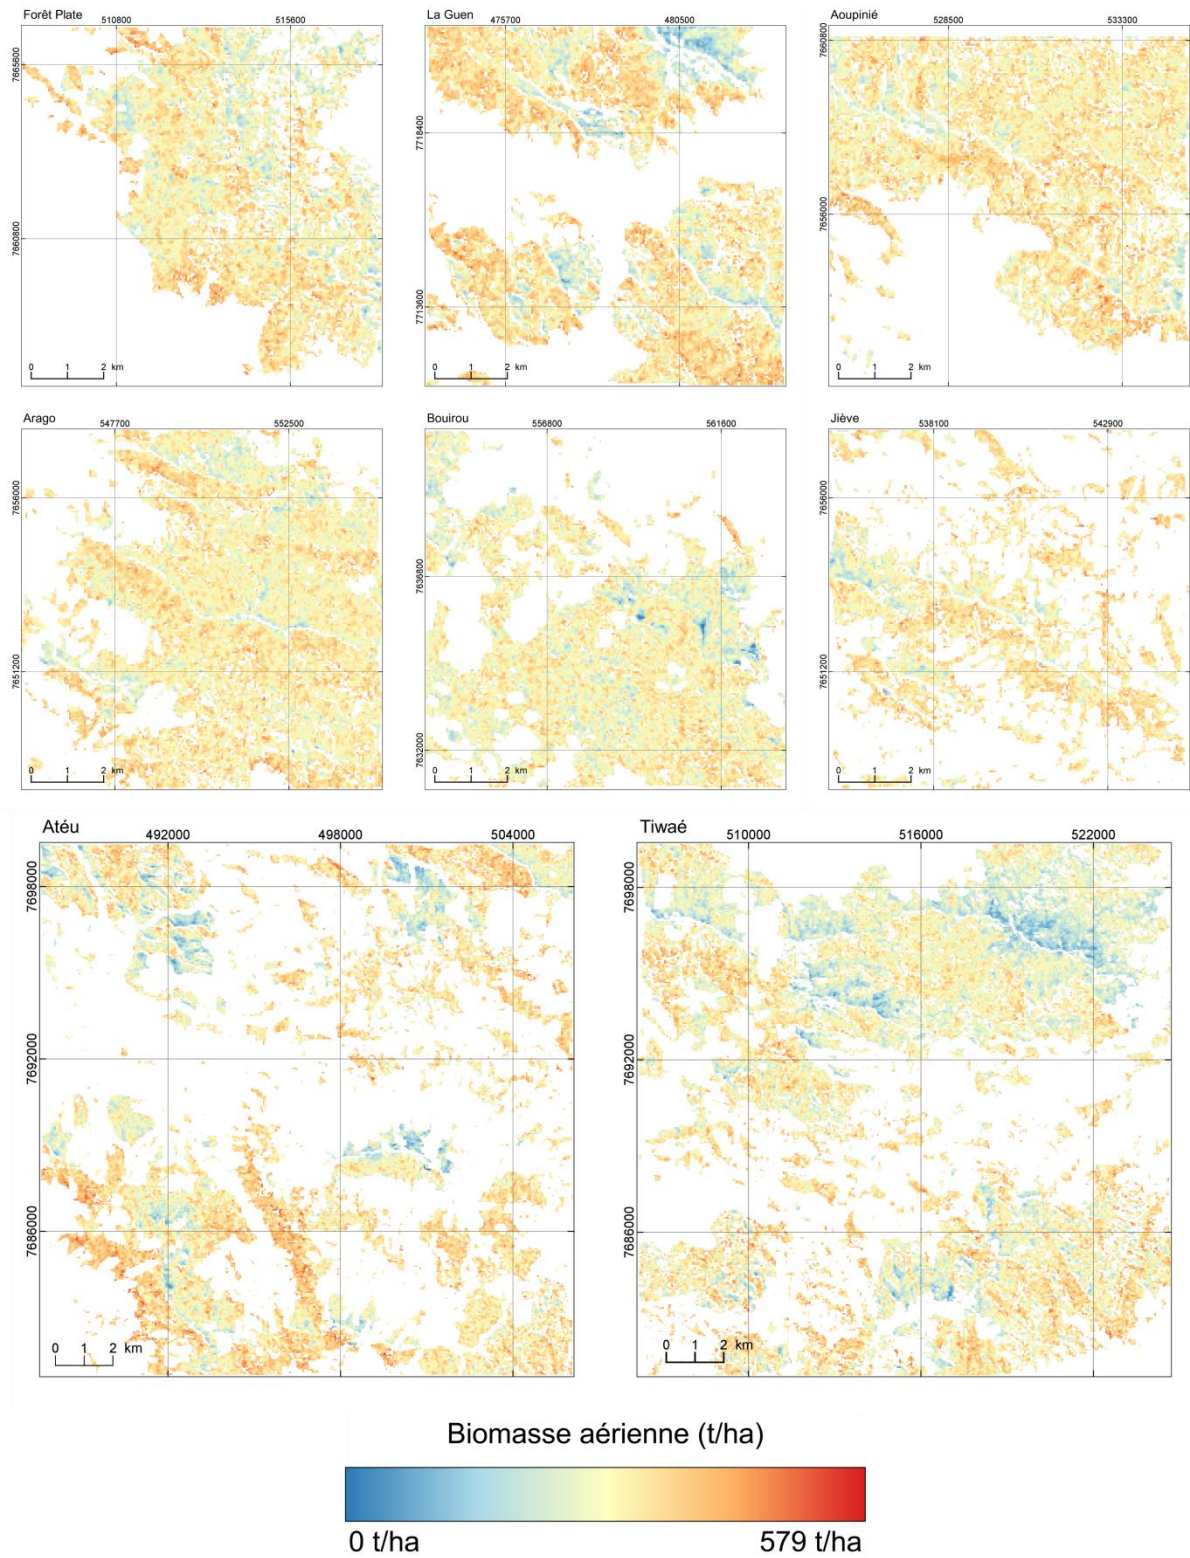 Forêt Plate
510800 515600
7665600
7660800
0 1 2 km
La Guen
475700 480500
7718400
7713600
0 1 2 km
Aoupinié
528500 533300
7660800
7656000
0 1 2 km
Arago
547700 552500
7656000
7651200
0 1 2 km
Bouirou
556800 561600
7636800
7632000
0 1 2 km
Jiève
538100 542900
7656000
7651200
0 1 2 km
Atéu
492000 498000 504000
7698000
7692000
7686000
0 1 2 km
Tiwaé
510000 516000 522000
7698000
7692000
7686000
0 1 2 km
Biomasse aérienne (t/ha)
0 t/ha 579 t/ha